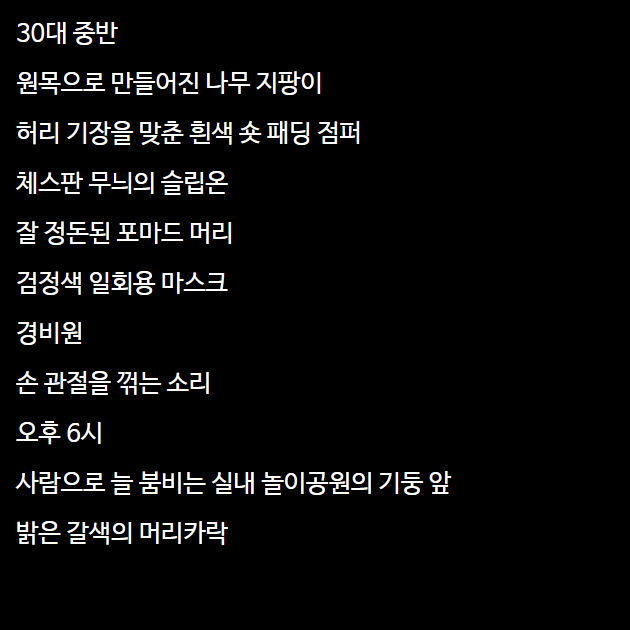 30대 중반
원목으로 만들어진 나무 지팡이
허리 기장을 맞춘 흰색 숏 패딩 점퍼
체스판 무늬의 슬립온
잘 정돈된 포마드 머리
검정색 일회용 마스크
경비원
손 관절을 꺾는 소리
오후 6시
사람으로 늘 붐비는 실내 놀이공원의 기둥 앞
밝은 갈색의 머리카락